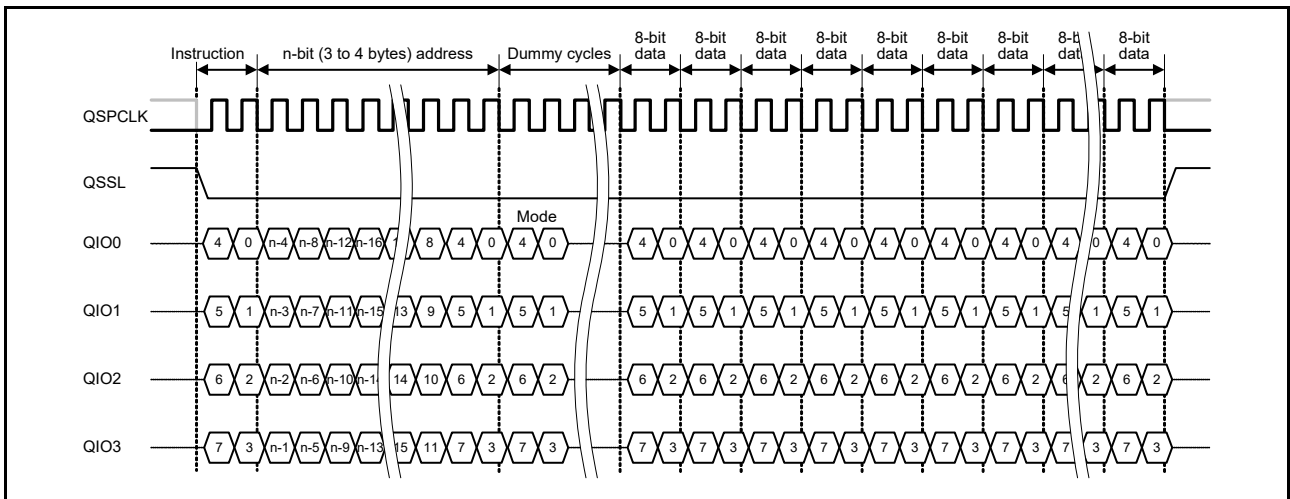 8-bit 8-bit 8-bit 8-bit 8-bit 8-bit 8-bit 8-bit
Instruction n-bit (3 to 4 bytes) address Dummy cycles data data data data data data data data
QSPCLK
QSSL
Mode
QIO0 4 0 n-4 n-8 n-12 n-16 8 4 0 4 0 4 0 4 0 4 0 4 0 4 0 4 0 4 0 4 0 4 0
QIO1 5 1 n-3 n-7 n-11 n-15 13 9 5 1 5 1 5 1 5 1 5 1 5 1 5 1 5 1 5 1 5 1 5 1
QIO2 6 2 n-2 n-6 n-10 n-14 14 10 6 2 6 2 6 2 6 2 6 2 6 2 6 2 6 2 6 2 6 2 6 2
QIO3 7 3 n-1 n-5 n-9 n-13 15 11 7 3 7 3 7 3 7 3 7 3 7 3 7 3 7 3 7 3 7 3 7 3